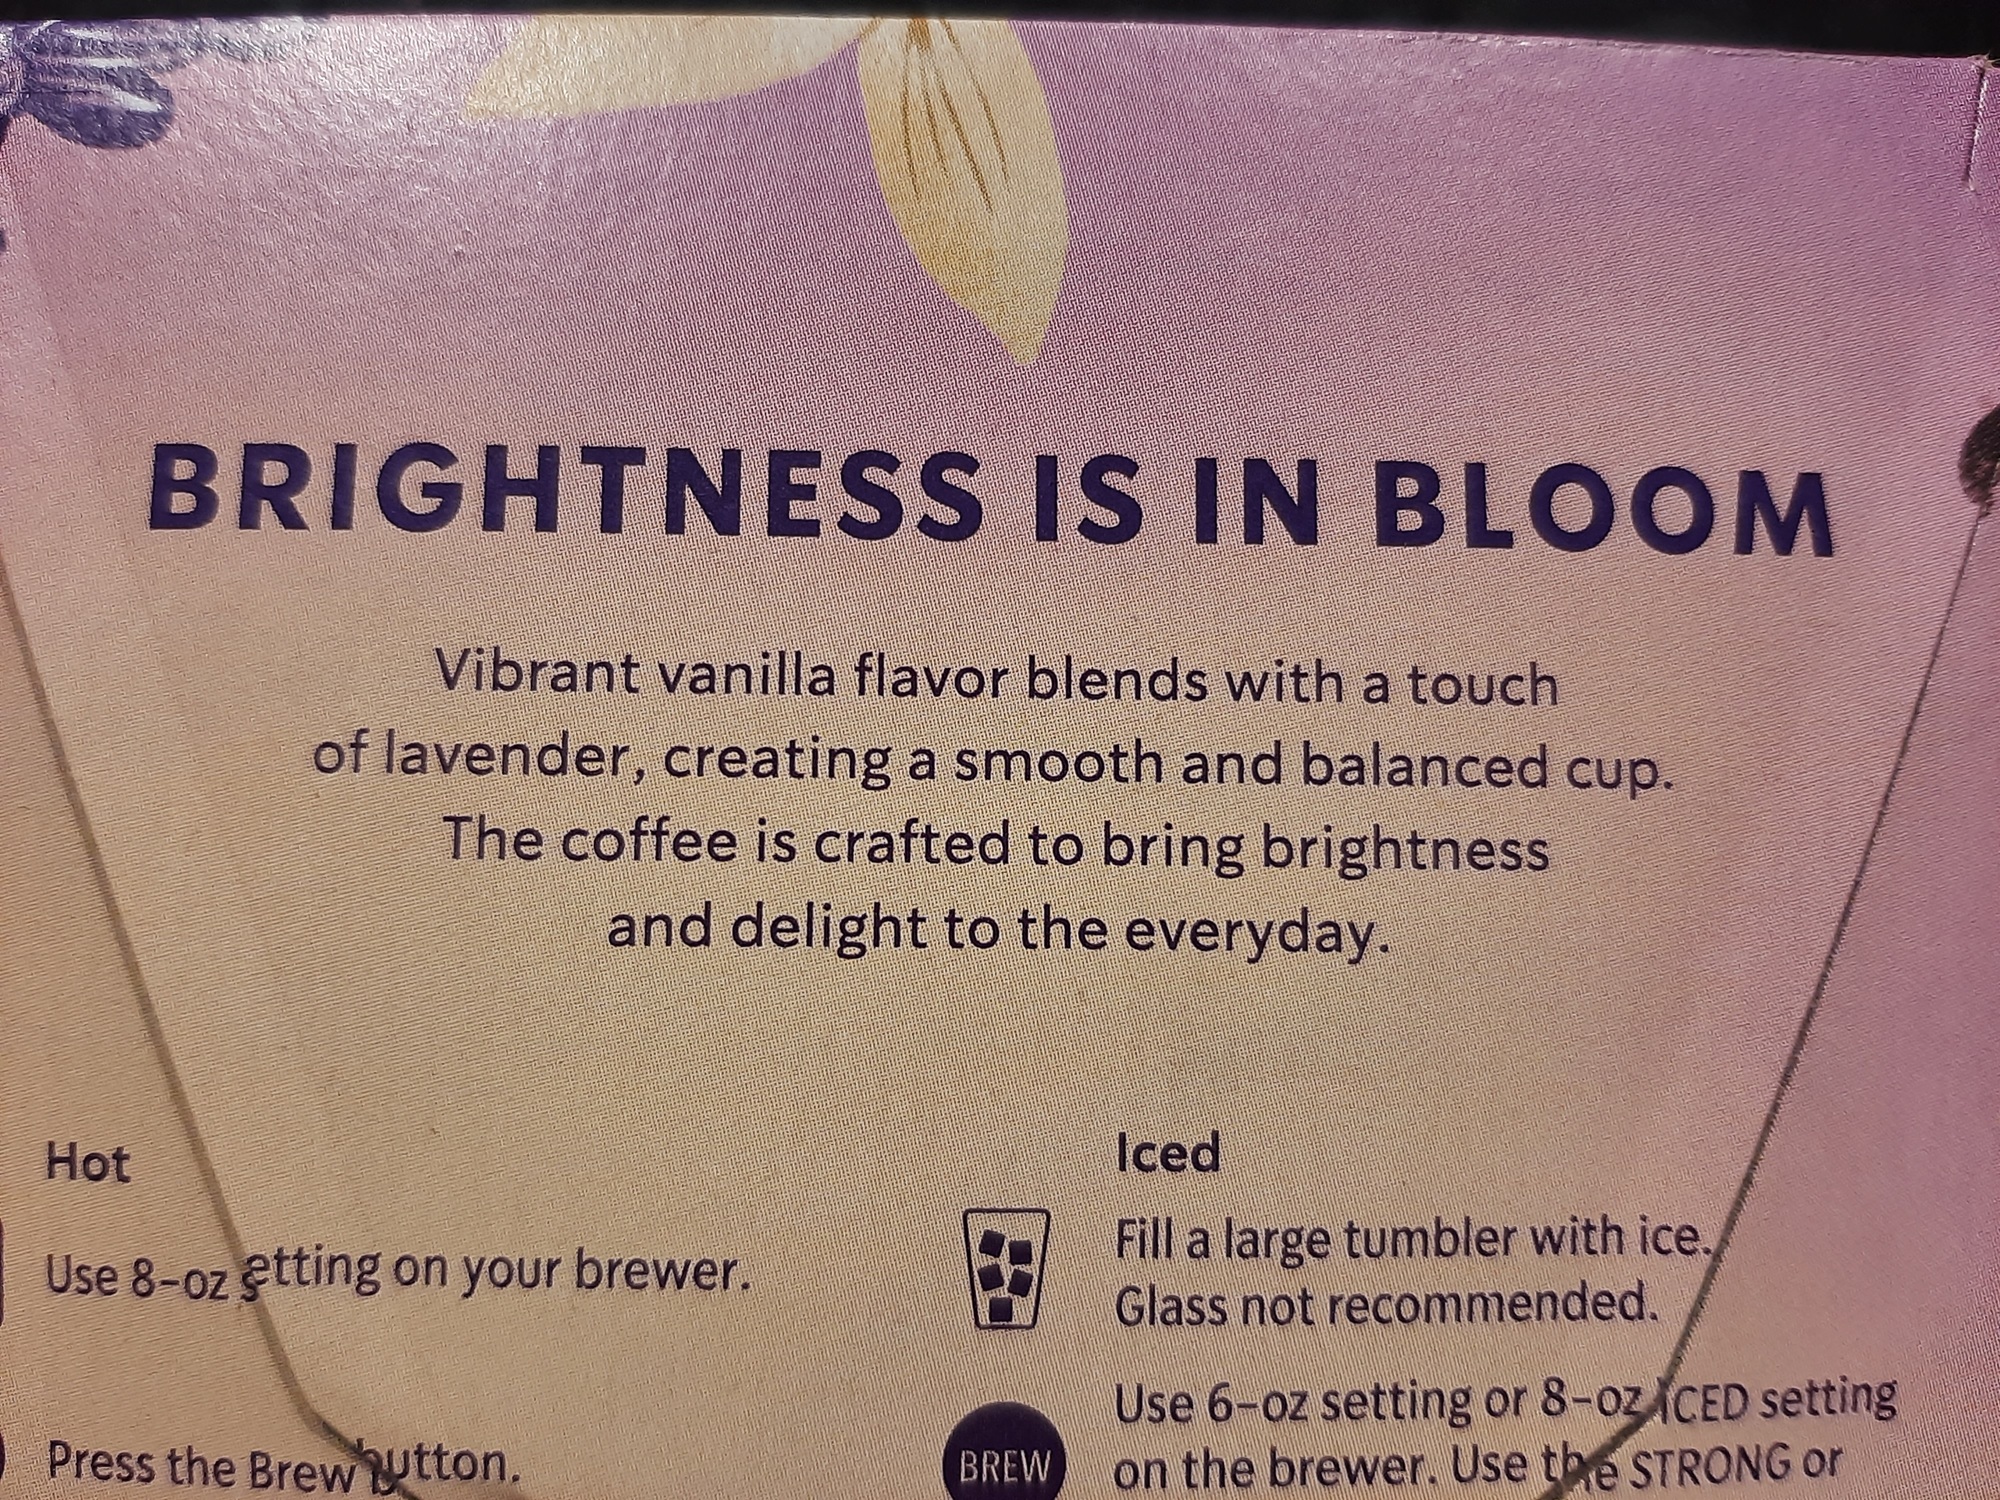 BRIGHTNESS IS IN BLOOM
Vibrant vanilla flavor blends with a touch
of lavender, creating a smooth and balanced cup.
The coffee is crafted to bring brightness
and delight to the everyday.
Hot
Use 8-oz setting on your brewer.
Press the Brew button.
Iced
Fill a large tumbler with ice.
Glass not recommended.
BREW
Use 6-oz setting or 8-oz ICED setting
on the brewer. Use the STRONG or